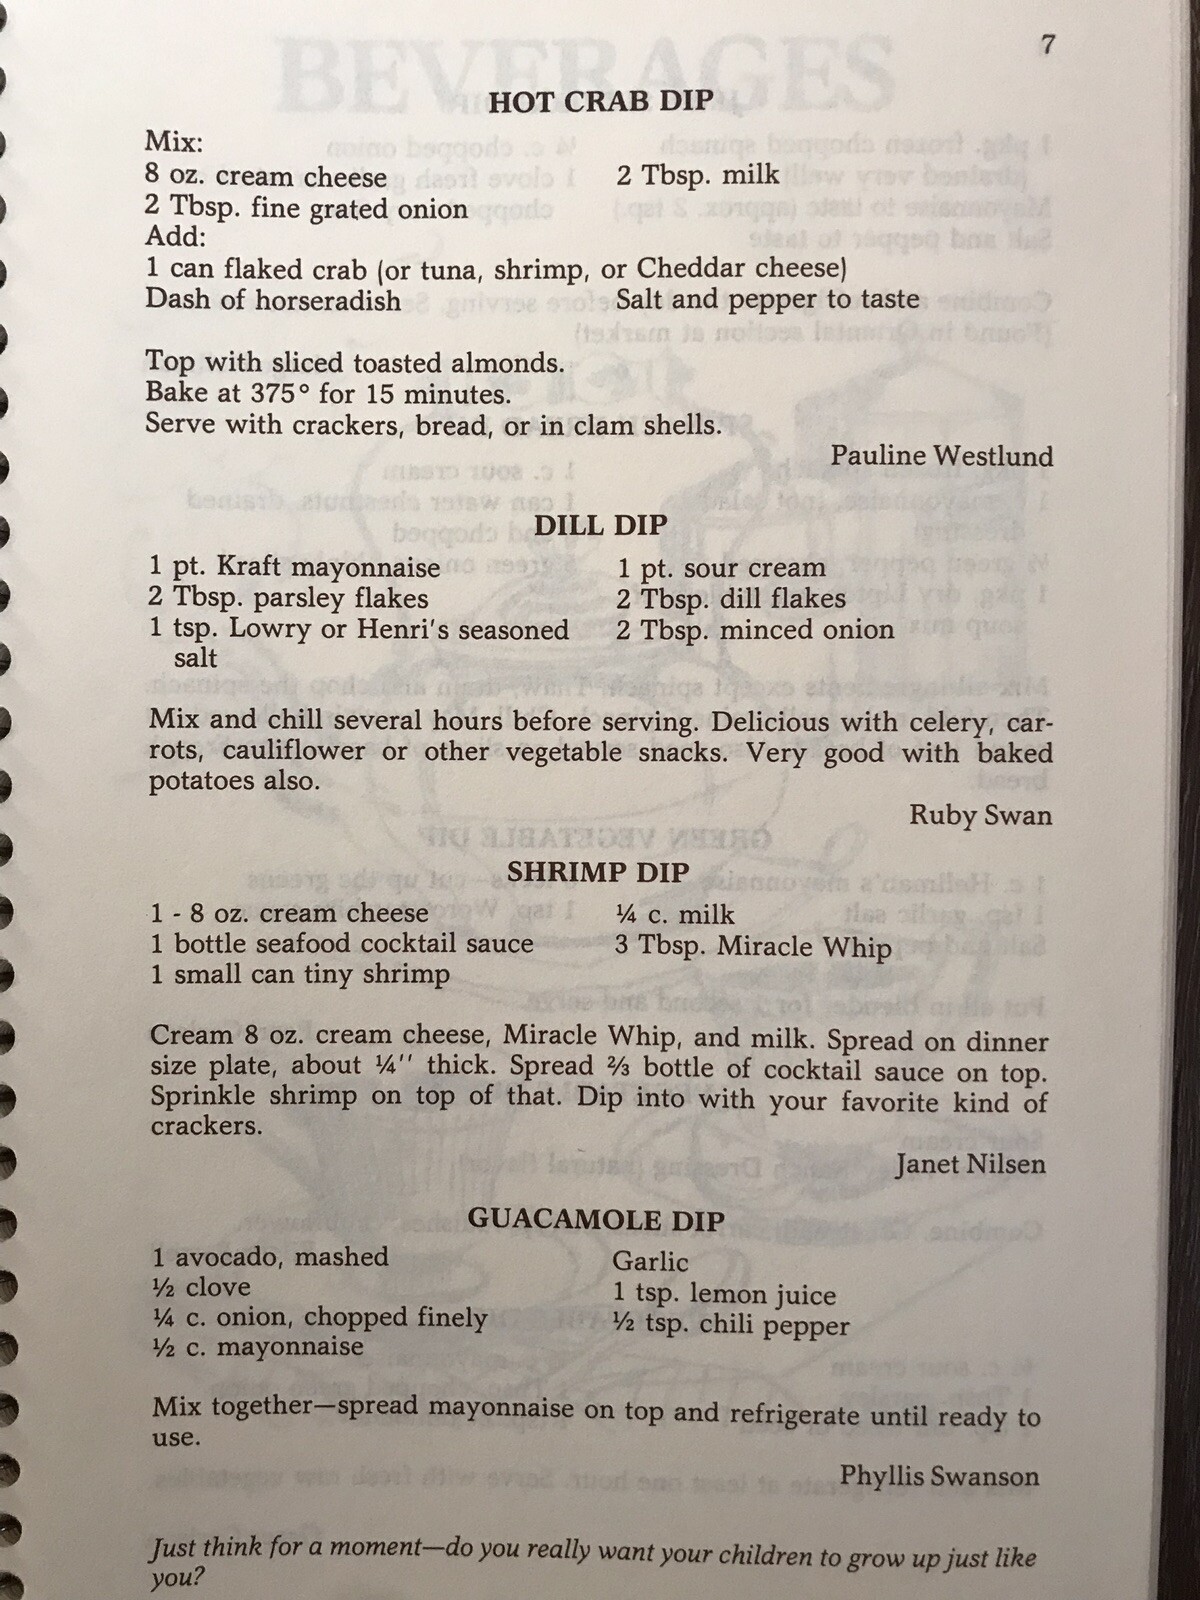 7
HOT CRAB DIP
Mix:
8 oz. cream cheese 2 Tbsp. milk
2 Tbsp. fine grated onion
Add:
1 can flaked crab (or tuna, shrimp, or Cheddar cheese)
Dash of horseradish Salt and pepper to taste
Top with sliced toasted almonds.
Bake at 375° for 15 minutes.
Serve with crackers, bread, or in clam shells.
Pauline Westlund
DILL DIP
1 pt. Kraft mayonnaise 1 pt. sour cream
2 Tbsp. parsley flakes 2 Tbsp. dill flakes
1 tsp. Lowry or Henri's seasoned 2 Tbsp. minced onion
salt
Mix and chill several hours before serving. Delicious with celery, car-
rots, cauliflower or other vegetable snacks. Very good with baked
potatoes also.
Ruby Swan
SHRIMP DIP
1 - 8 oz. cream cheese ¼ c. milk
1 bottle seafood cocktail sauce 3 Tbsp. Miracle Whip
1 small can tiny shrimp
Cream 8 oz. cream cheese, Miracle Whip, and milk. Spread on dinner
size plate, about ¼'' thick. Spread ⅔ bottle of cocktail sauce on top.
Sprinkle shrimp on top of that. Dip into with your favorite kind of
crackers.
Janet Nilsen
GUACAMOLE DIP
1 avocado, mashed Garlic
½ clove 1 tsp. lemon juice
¼ c. onion, chopped finely ½ tsp. chili pepper
½ c. mayonnaise
Mix together—spread mayonnaise on top and refrigerate until ready to
use.
Phyllis Swanson
Just think for a moment—do you really want your children to grow up just like
you?